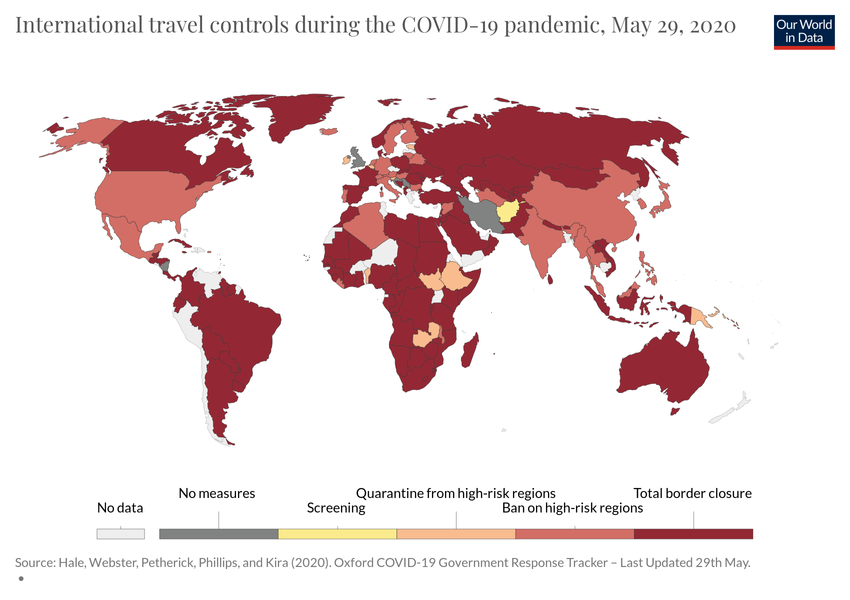 International travel controls during the COVID-19 pandemic, May 29, 2020
Our World
in Data
No data
No measures
Screening
Quarantine from high-risk regions
Ban on high-risk regions
Total border closure
Source: Hale, Webster, Petherick, Phillips, and Kira (2020). Oxford COVID-19 Government Response Tracker – Last Updated 29th May.
•